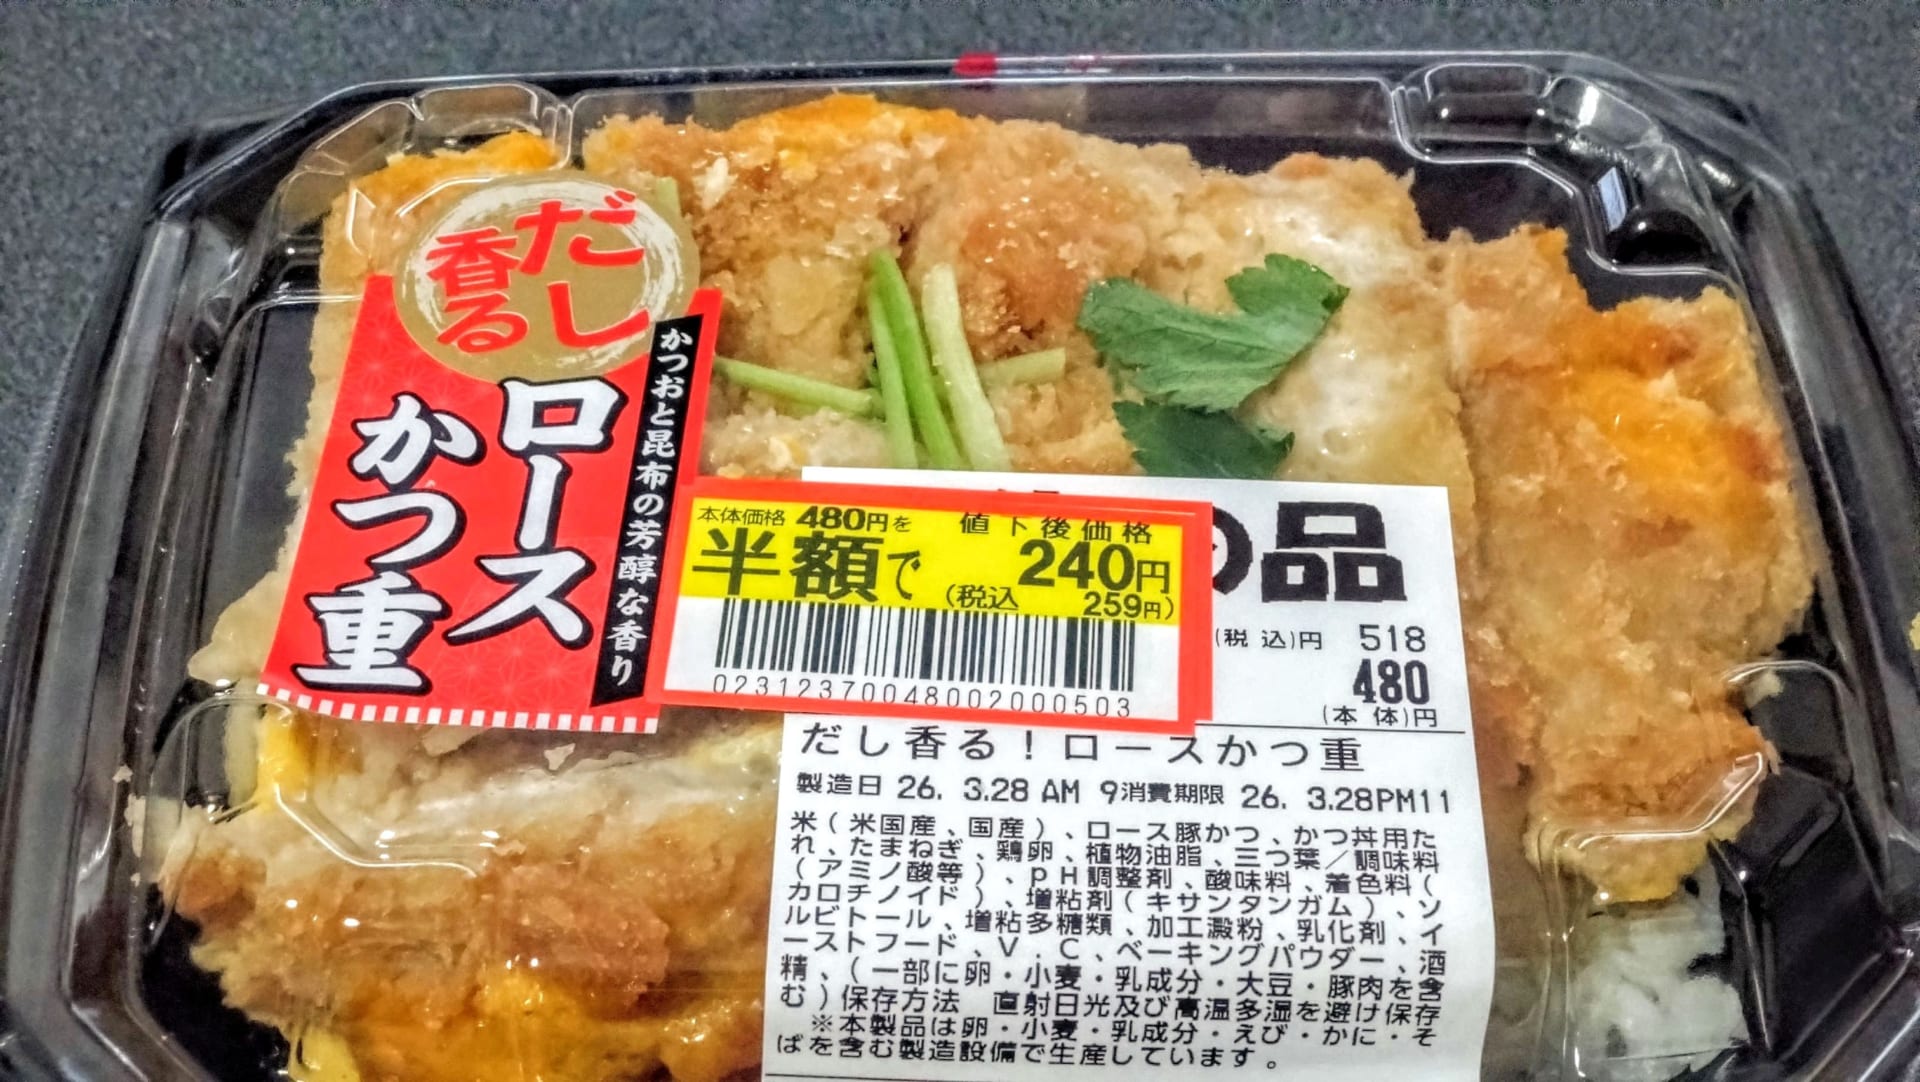 だし
香る
ロース
かつ重
かつおと昆布の芳醇な香り
本体価格 480円を
半額で
値下後価格
240円
(税込 259円)
02312370048002000503
の品
(税込)円 518
480
(本体)円
だし香る!ロースかつ重
製造日 26. 3.28 AM 9消費期限 26. 3.28PM11
米(米国産、国産)、ロース豚かつ、かつ丼用た
れ、たまねぎ、鶏卵、植物油脂、三つ葉/調味料
(アミノ酸等)、pH調整剤、酸味料、着色料(
カロチノイド)、増粘剤(キサンタンガム)、ソ
ルビトール、増粘多糖類、加工澱粉、乳化剤、イ
ーストフード、V.C、ベーキングパウダー、酒
精、(一部に卵・小麦・乳成分・大豆・豚肉を含
む)保存方法 直射日光及び高温多湿を避け保存
※本製品は卵・小麦・乳成分・えび・かに・そ
ばを含む製造設備で生産しています。